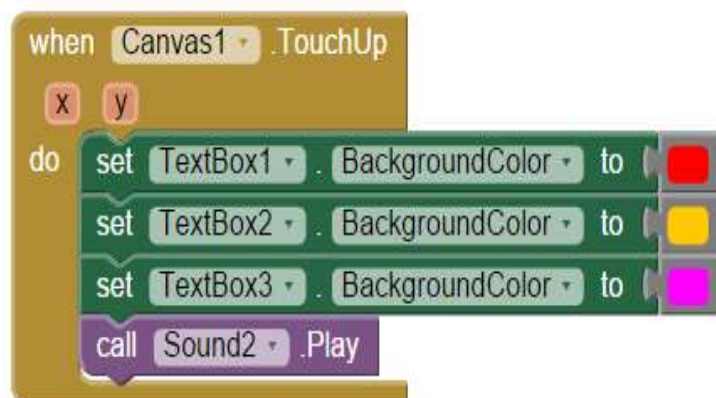 when Canvas1 .TouchUp
x y
do set TextBox1 . BackgroundColor to
set TextBox2 . BackgroundColor to
set TextBox3 . BackgroundColor to
call Sound2 .Play